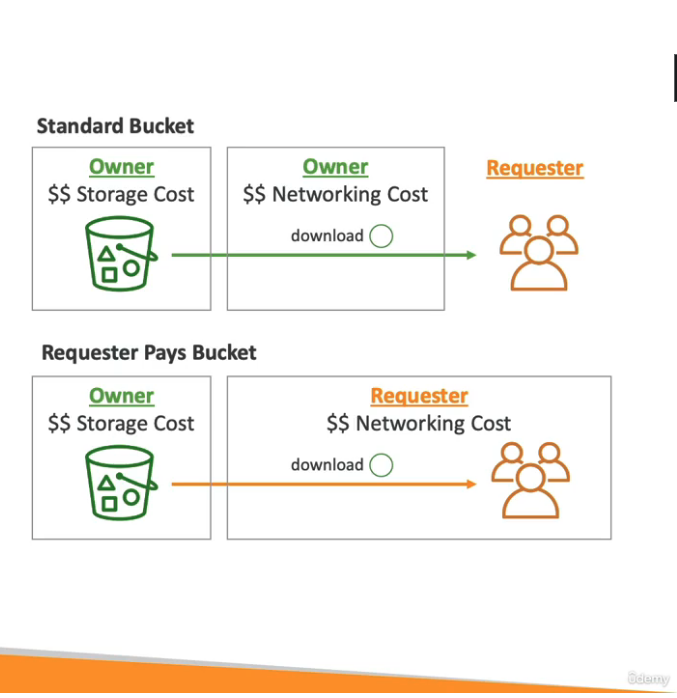 Standard Bucket
Owner
$$ Storage Cost
Owner
$$ Networking Cost
download
Requester
Requester Pays Bucket
Owner
$$ Storage Cost
Requester
$$ Networking Cost
download
ûdemy